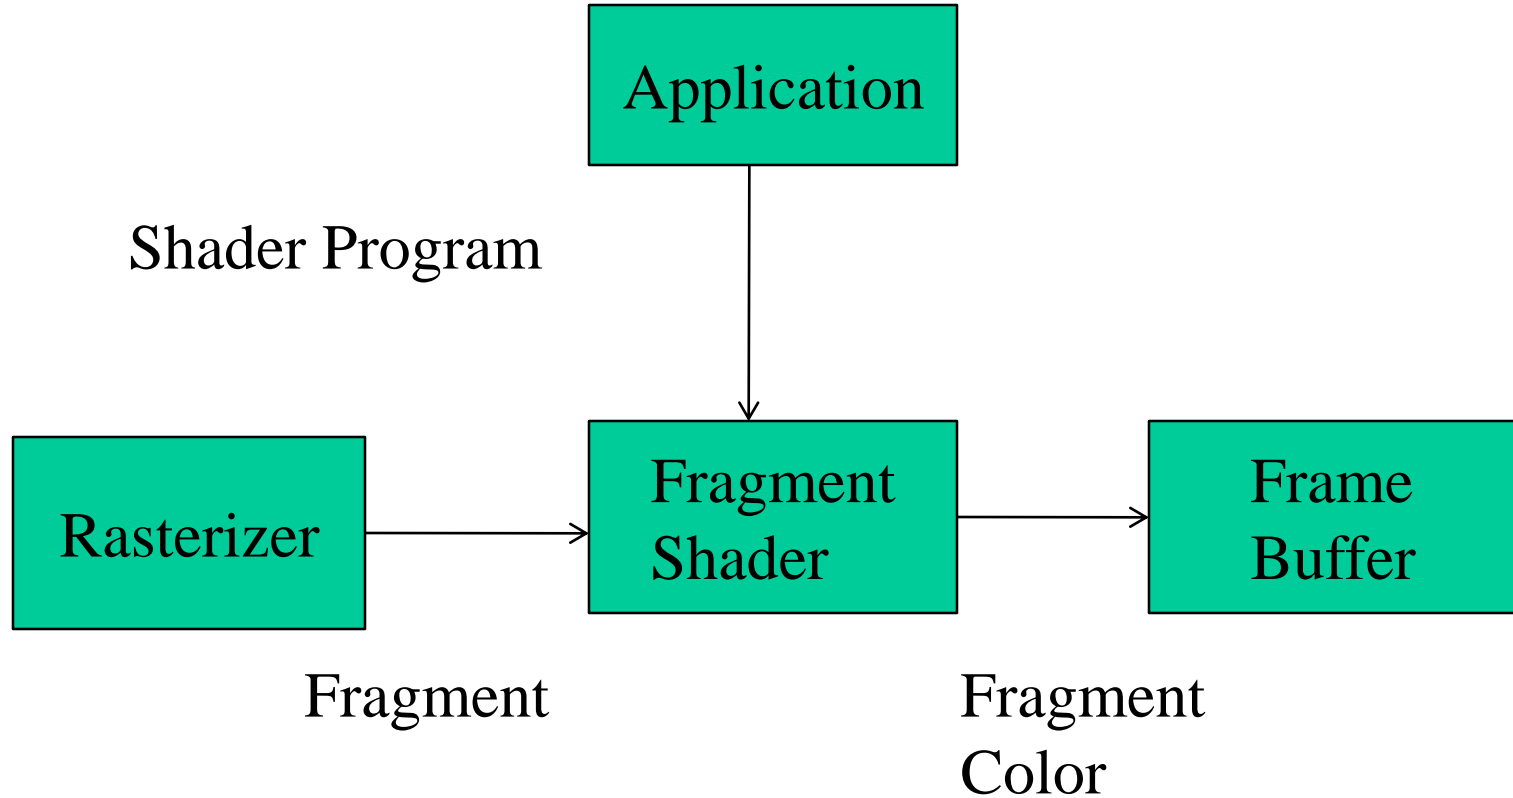 Application
Shader Program
Rasterizer
Fragment
Shader
Frame
Buffer
Fragment
Fragment
Color